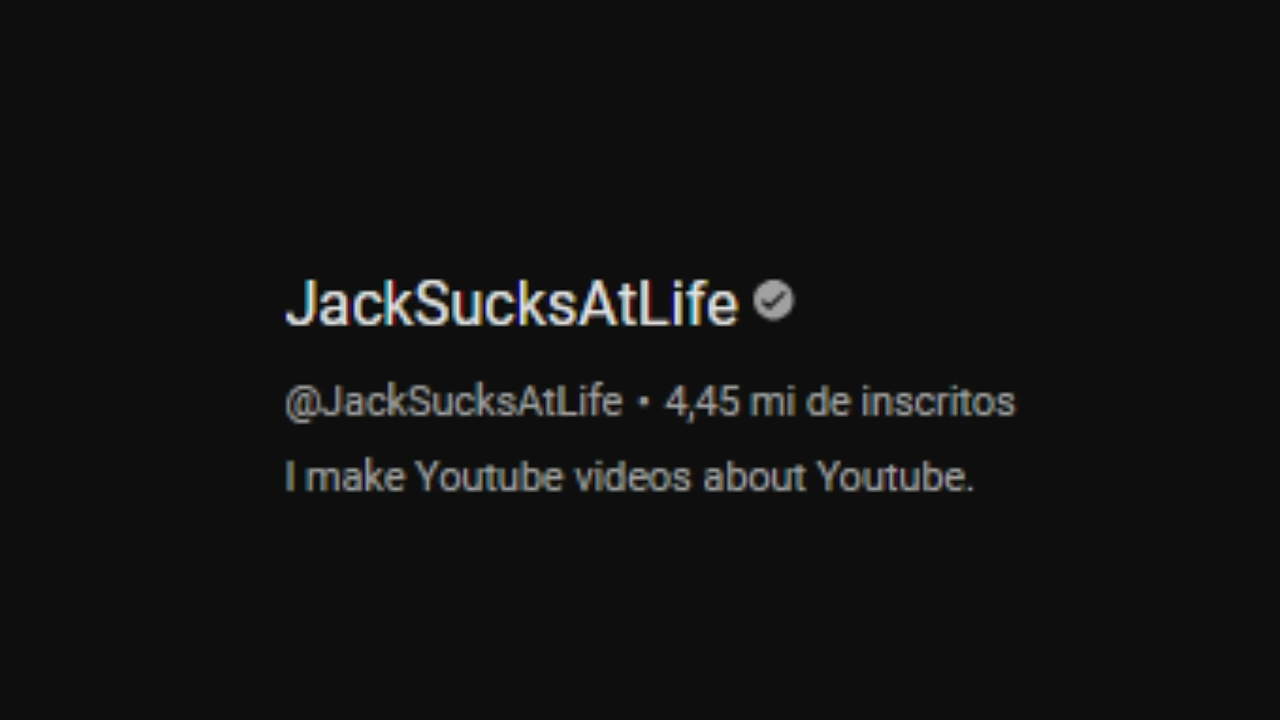 JackSucksAtLife
@JackSucksAtLife • 4,45 mi de inscritos
I make Youtube videos about Youtube.